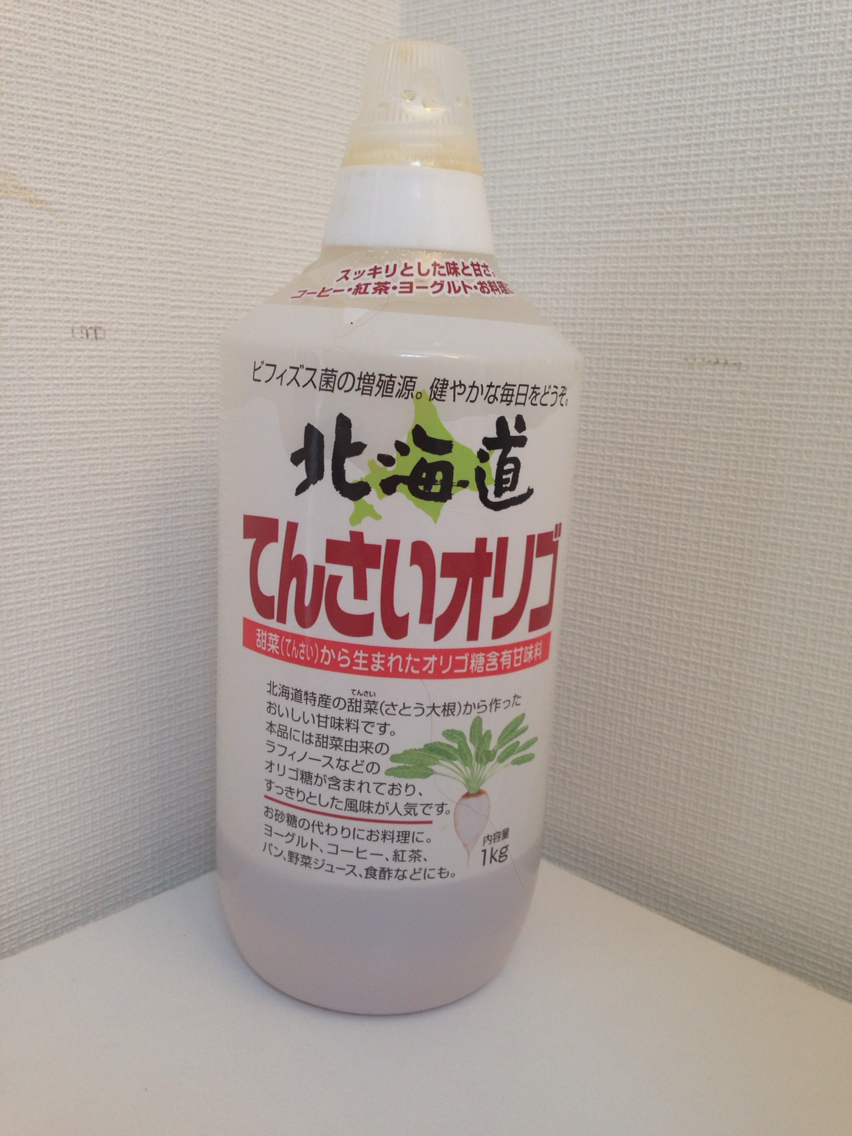 スッキリとした味と甘さ。
コーヒー・紅茶・ヨーグルト・お料理に
ビフィズス菌の増殖源。健やかな毎日をどうぞ。
北海道
てんさいオリゴ
甜菜(てんさい)から生まれたオリゴ糖含有甘味料
てんさい
北海道特産の甜菜(さとう大根)から作った
おいしい甘味料です。
本品には甜菜由来の
ラフィノースなどの
オリゴ糖が含まれており、
すっきりとした風味が人気です。
お砂糖の代わりにお料理に。
ヨーグルト、コーヒー、紅茶、
パン、野菜ジュース、食酢などにも。
内容量
1kg